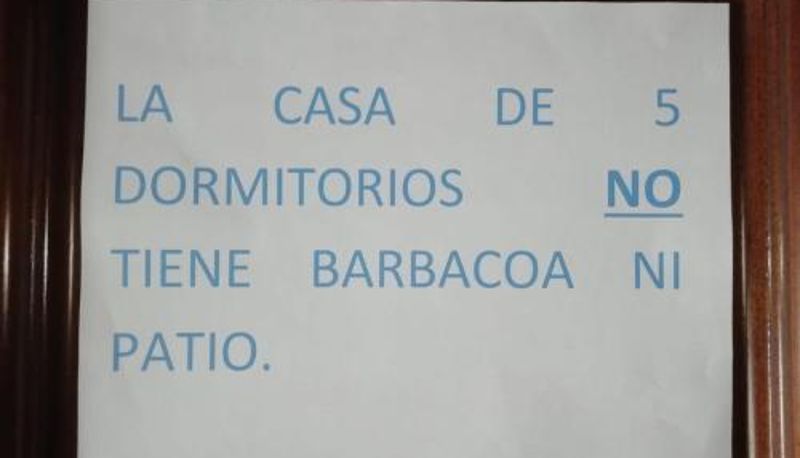 LA CASA DE 5
DORMITORIOS NO
TIENE BARBACOA NI
PATIO.